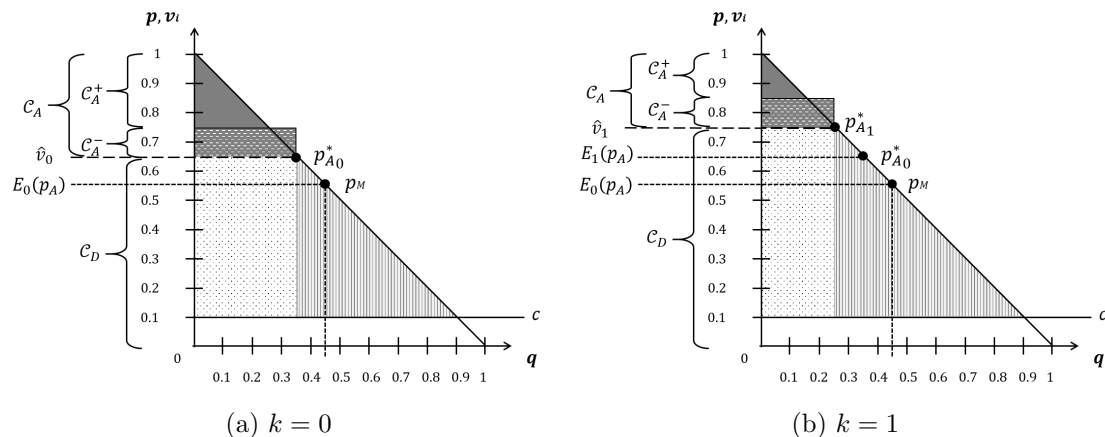 p, vᵢ
1
0.9
0.8
0.7
0.6
0.5
0.4
0.3
0.2
0.1
0
𝒞_A
𝒞_A^+
𝒞_A^-
v̂_0
E_0(p_A)
𝒞_D
p*_{A_0}
p_M
c
q
0.1 0.2 0.3 0.4 0.5 0.6 0.7 0.8 0.9 1
(a) k = 0
p, vᵢ
1
0.9
0.8
0.7
0.6
0.5
0.4
0.3
0.2
0.1
0
𝒞_A
𝒞_A^+
𝒞_A^-
v̂_1
E_1(p_A)
E_0(p_A)
𝒞_D
p*_{A_1}
p*_{A_0}
p_M
c
q
0.1 0.2 0.3 0.4 0.5 0.6 0.7 0.8 0.9 1
(b) k = 1